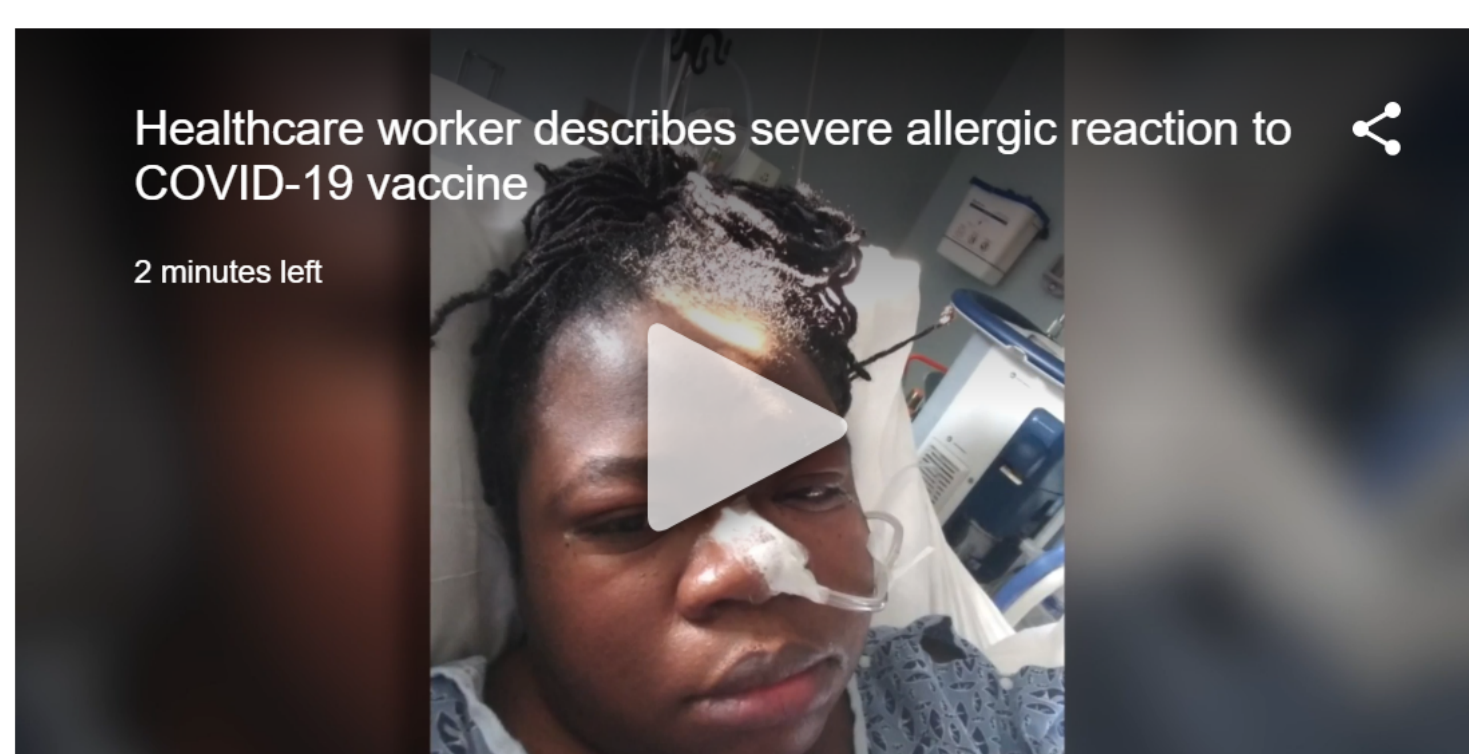 Healthcare worker describes severe allergic reaction to
COVID-19 vaccine
2 minutes left